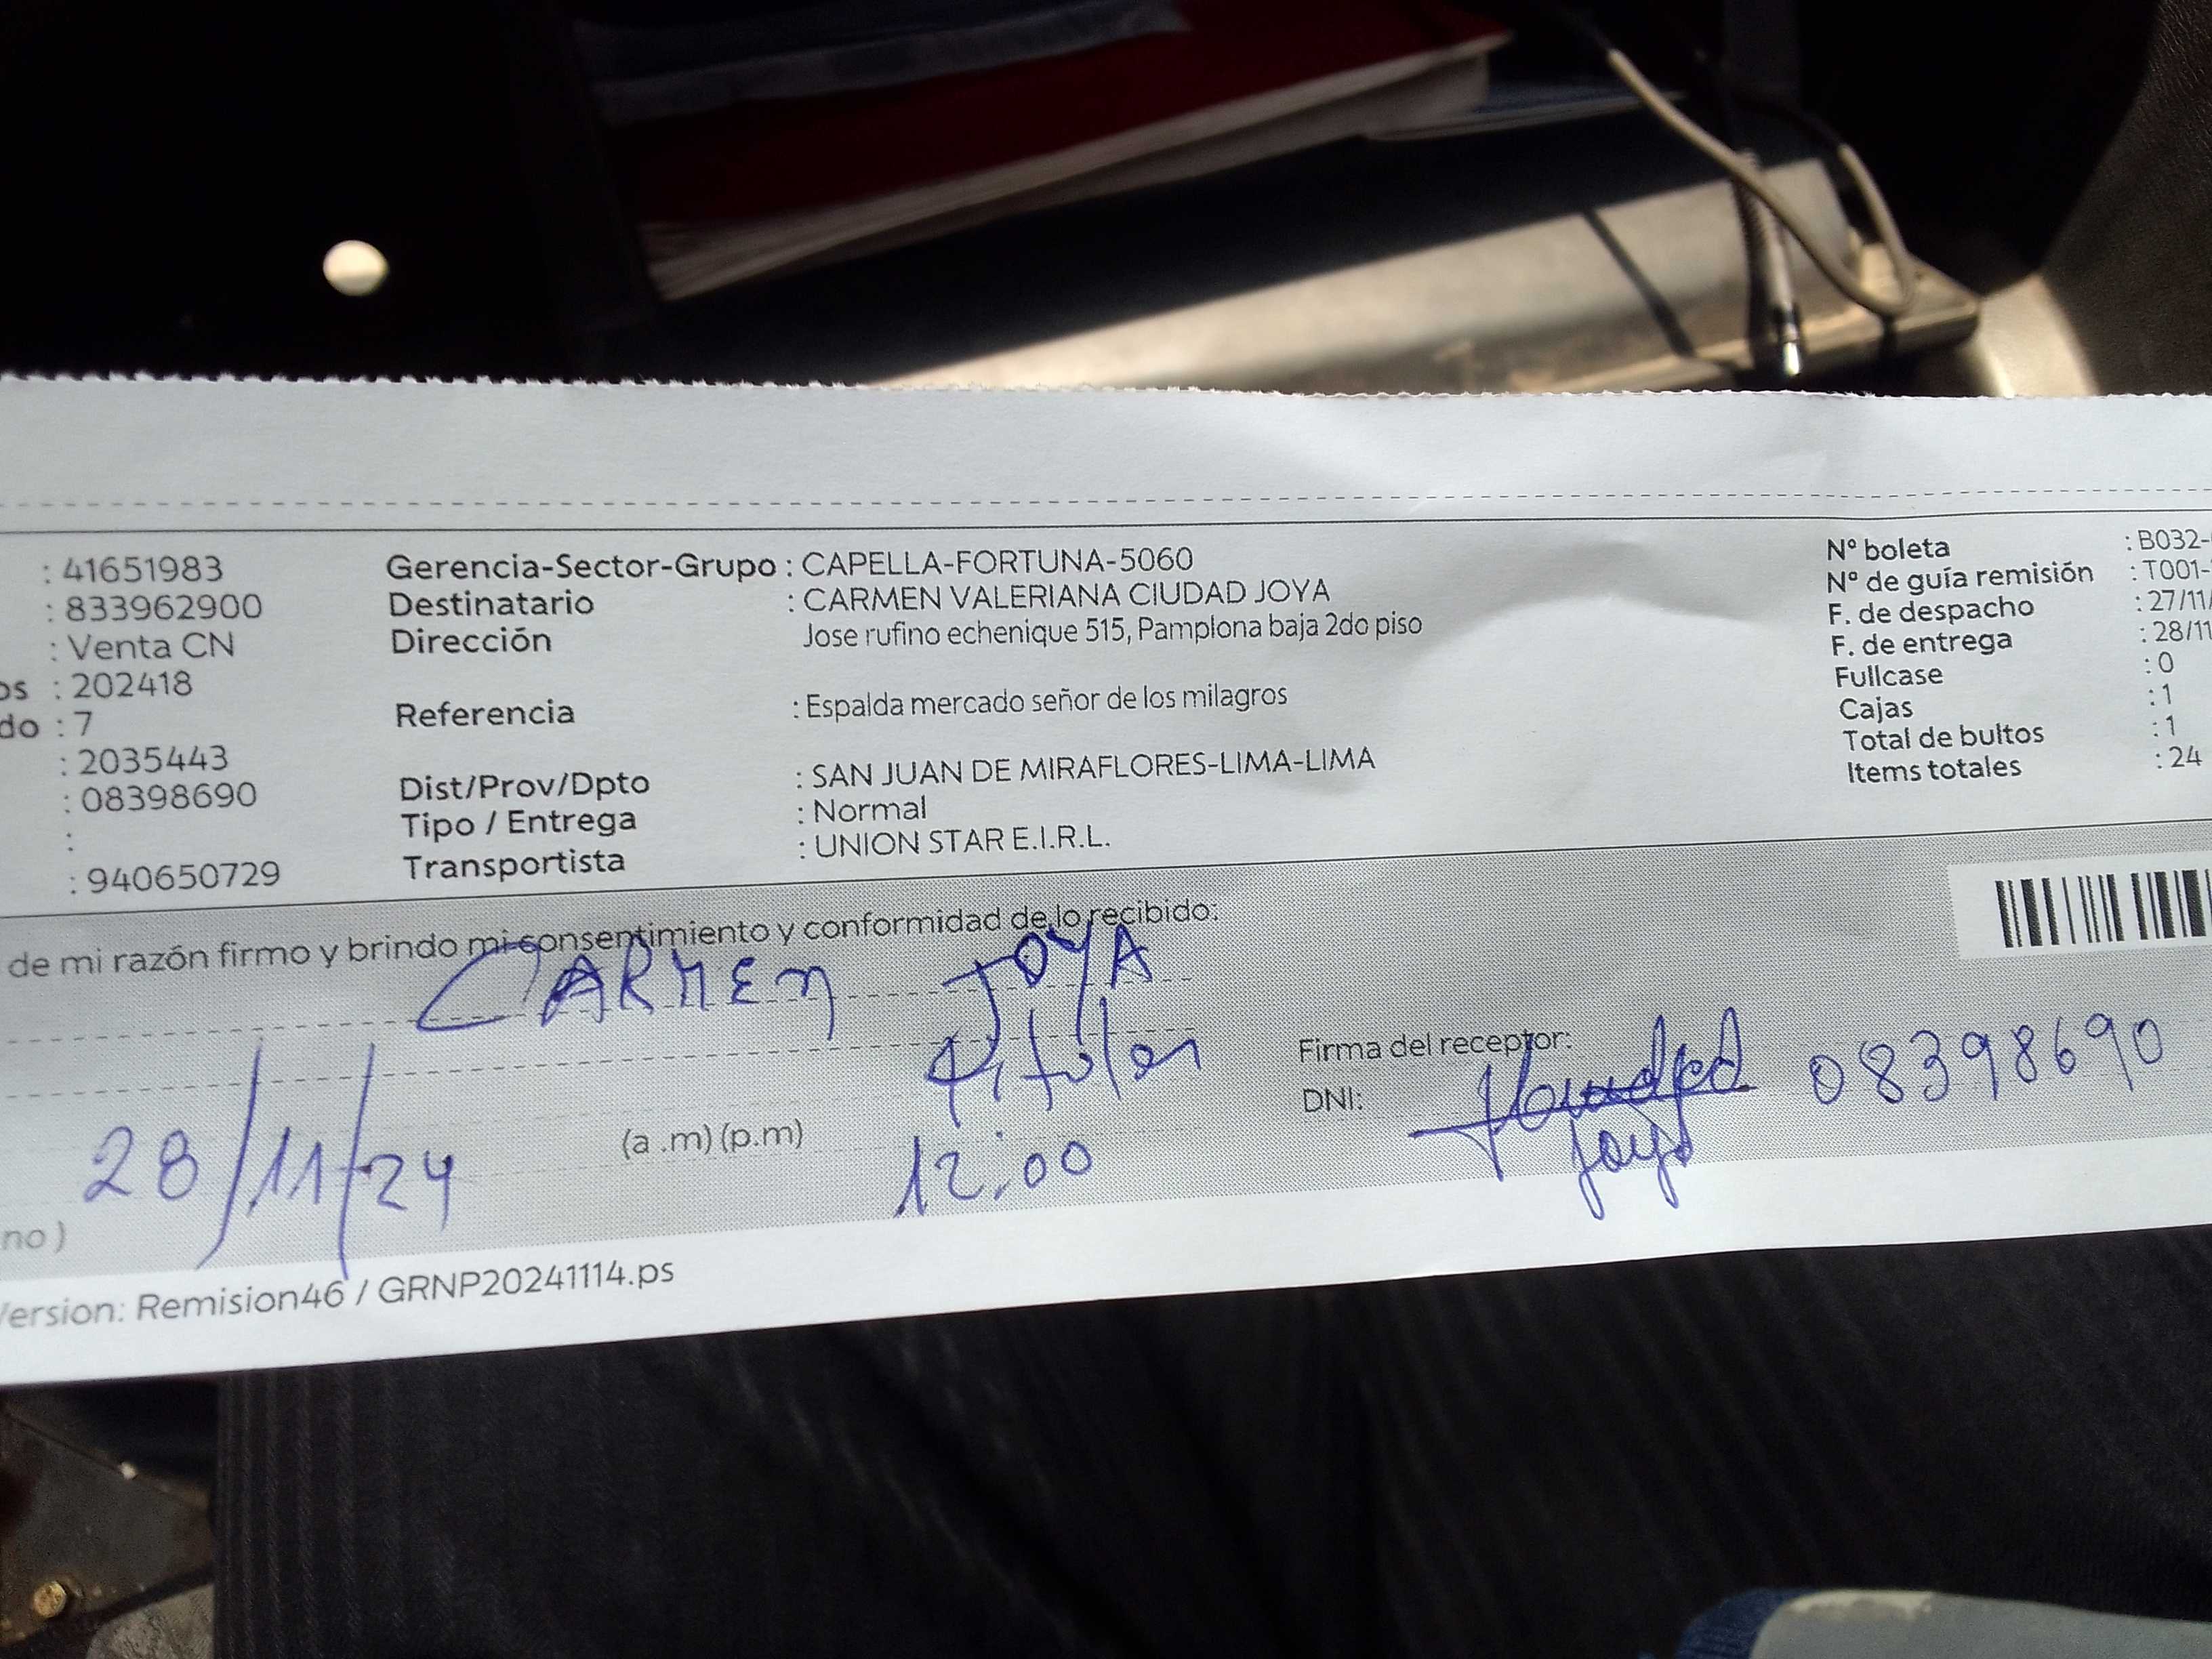 : 41651983 Gerencia-Sector-Grupo : CAPELLA-FORTUNA-5060 Nº boleta : B032-
: 833962900 Destinatario : CARMEN VALERIANA CIUDAD JOYA Nº de guía remisión : T001-
: Venta CN Dirección Jose rufino echenique 515, Pamplona baja 2do piso F. de despacho : 27/11/
os : 202418 F. de entrega : 28/11
do : 7 Referencia : Espalda mercado señor de los milagros Fullcase : 0
: 2035443 Cajas : 1
: 08398690 Dist/Prov/Dpto : SAN JUAN DE MIRAFLORES-LIMA-LIMA Total de bultos : 1
: Tipo / Entrega : Normal Items totales : 24
: 940650729 Transportista : UNION STAR E.I.R.L.
de mi razón firmo y brindo mi consentimiento y conformidad de lo recibido:
CARMEN JOYA
titular Firma del receptor:
28/11/24 (a .m) (p.m) 12:00 DNI: 08398690
no )
Version: Remision46 / GRNP20241114.ps